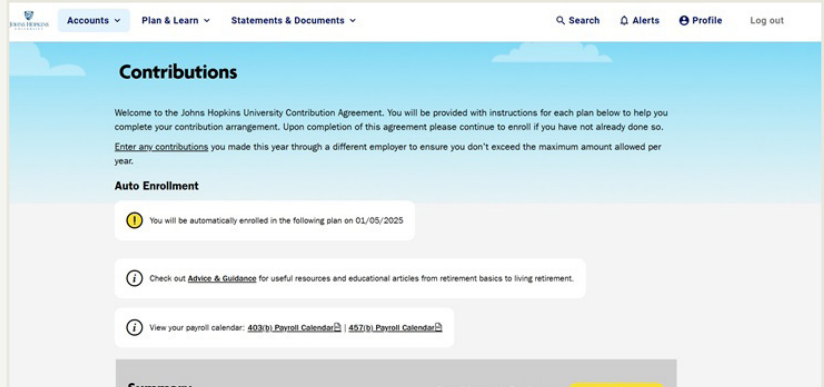 JOHNS HOPKINS
UNIVERSITY
Accounts
Plan & Learn
Statements & Documents
Search
Alerts
Profile
Log out
Contributions
Welcome to the Johns Hopkins University Contribution Agreement. You will be provided with instructions for each plan below to help you
complete your contribution arrangement. Upon completion of this agreement please continue to enroll if you have not already done so.
Enter any contributions you made this year through a different employer to ensure you don't exceed the maximum amount allowed per
year.
Auto Enrollment
You will be automatically enrolled in the following plan on 01/05/2025
Check out Advice & Guidance for useful resources and educational articles from retirement basics to living retirement.
View your payroll calendar: 403(b) Payroll Calendar | 457(b) Payroll Calendar
Summary